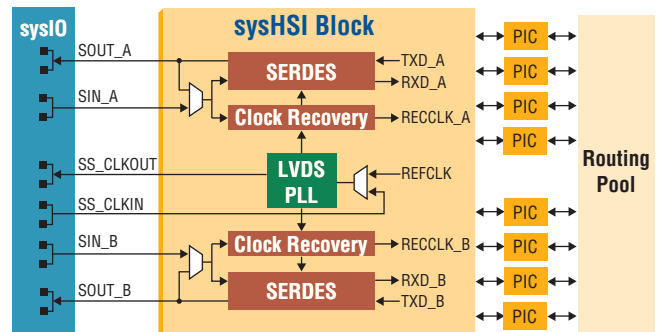 sysIO
sysHSI Block
SOUT_A
SERDES
TXD_A
RXD_A
SIN_A
Clock Recovery
RECCLK_A
SS_CLKOUT
LVDS
PLL
REFCLK
SS_CLKIN
SIN_B
Clock Recovery
RECCLK_B
SERDES
RXD_B
SOUT_B
TXD_B
PIC
PIC
PIC
PIC
PIC
PIC
PIC
PIC
Routing
Pool